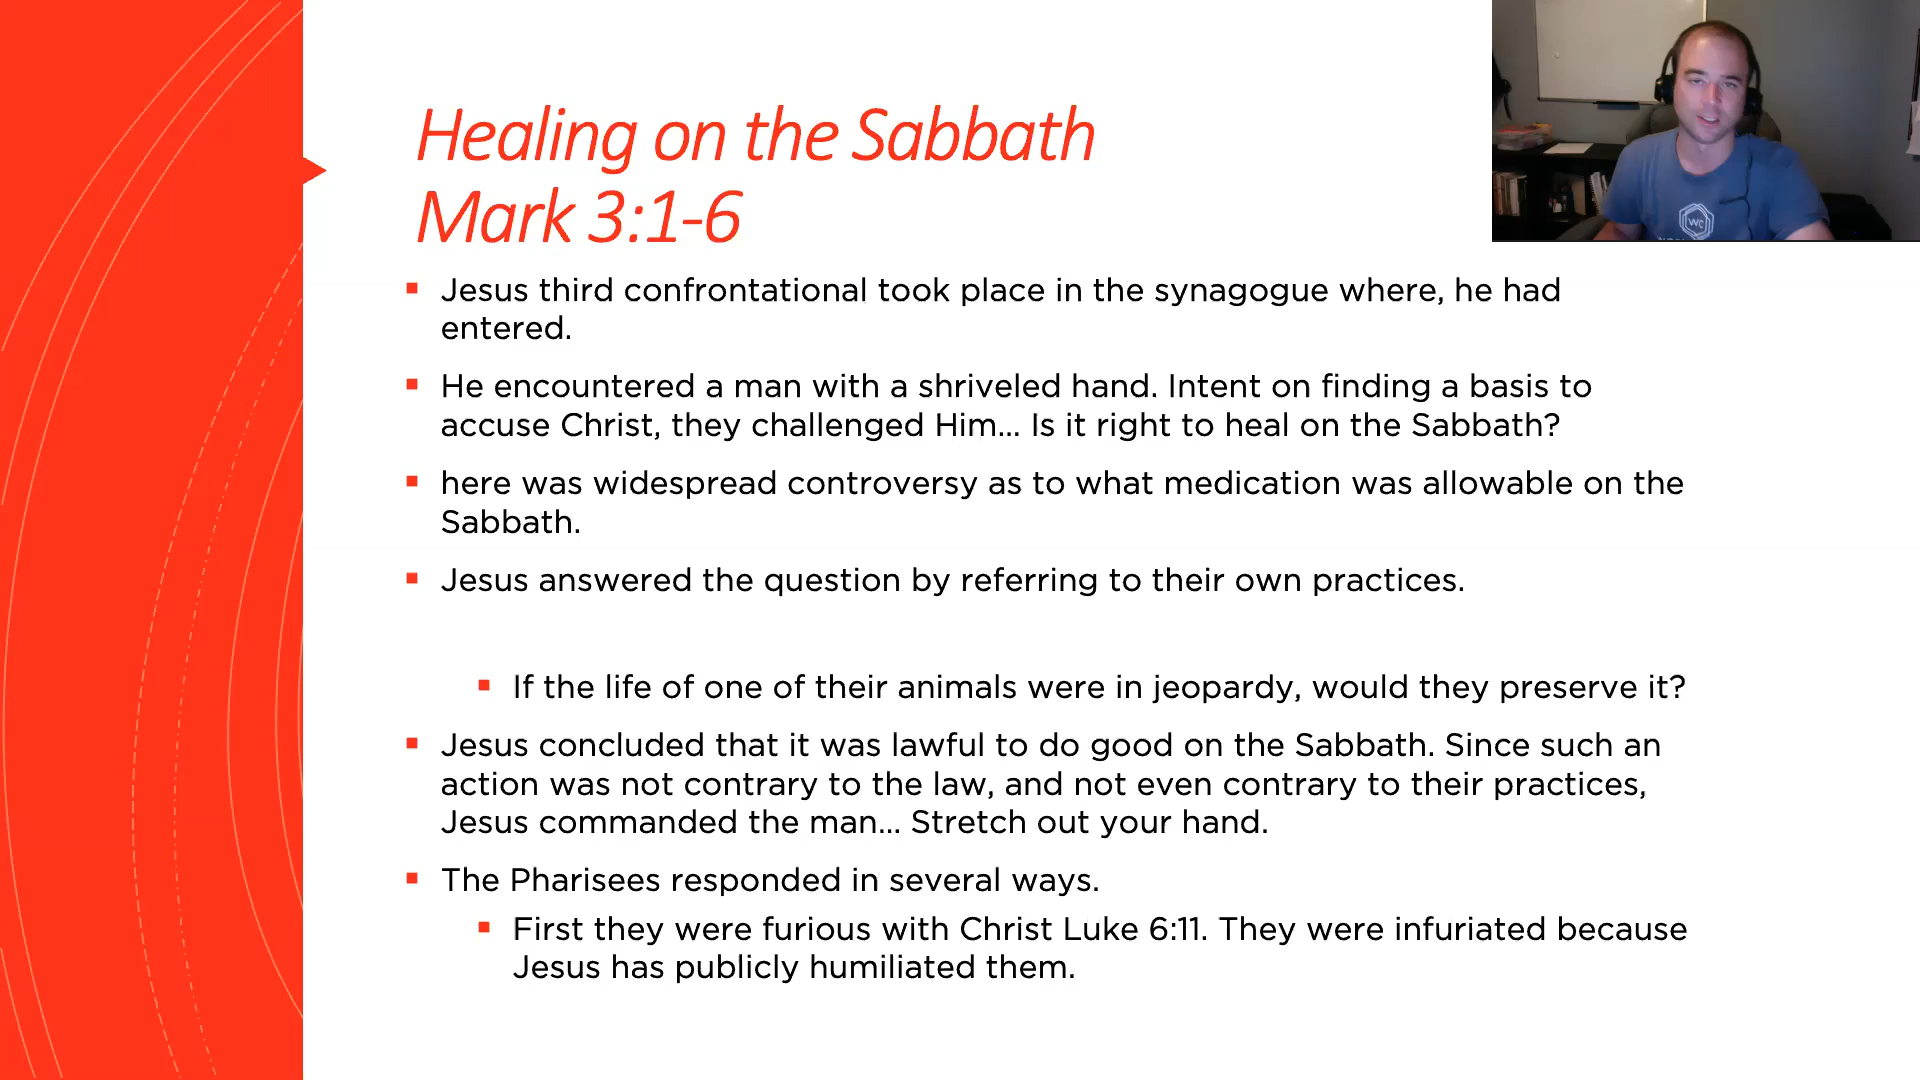 Healing on the Sabbath
Mark 3:1-6
Jesus third confrontational took place in the synagogue where, he had
entered.
He encountered a man with a shriveled hand. Intent on finding a basis to
accuse Christ, they challenged Him... Is it right to heal on the Sabbath?
here was widespread controversy as to what medication was allowable on the
Sabbath.
Jesus answered the question by referring to their own practices.
If the life of one of their animals were in jeopardy, would they preserve it?
Jesus concluded that it was lawful to do good on the Sabbath. Since such an
action was not contrary to the law, and not even contrary to their practices,
Jesus commanded the man... Stretch out your hand.
The Pharisees responded in several ways.
First they were furious with Christ Luke 6:11. They were infuriated because
Jesus has publicly humiliated them.
WC